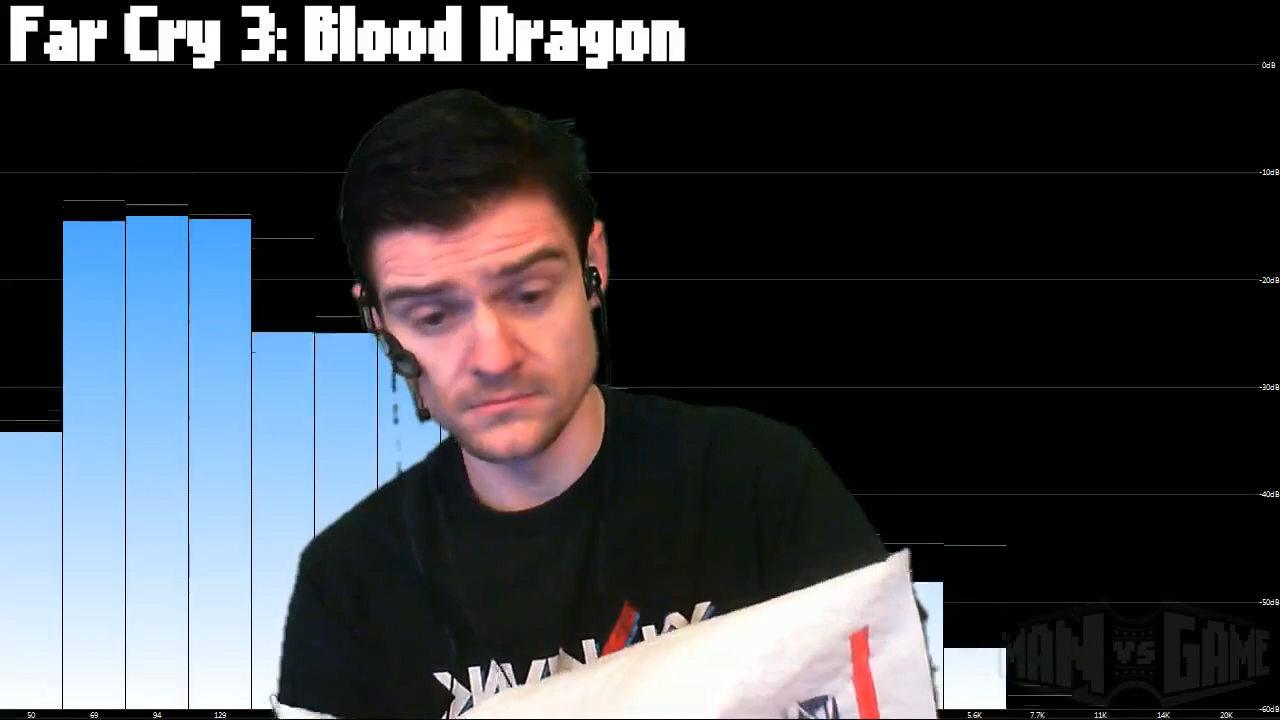 Far Cry 3: Blood Dragon
0dB
-10dB
-20dB
-30dB
-40dB
-50dB
-60dB
MAN vs GAME
50 69 94 129 5.6K 7.7K 11K 14K 20K